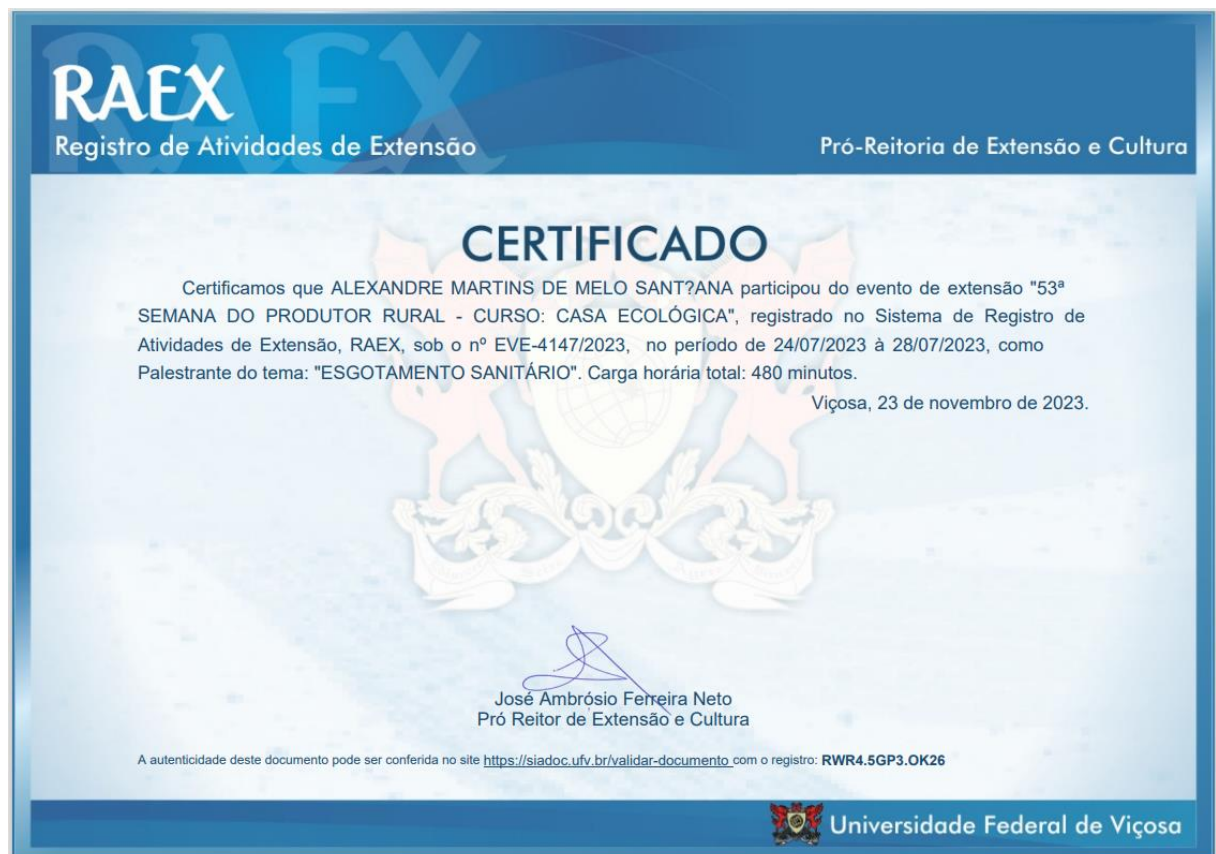 RAEX
Registro de Atividades de Extensão
Pró-Reitoria de Extensão e Cultura
CERTIFICADO
Certificamos que ALEXANDRE MARTINS DE MELO SANT?ANA participou do evento de extensão "53ª
SEMANA DO PRODUTOR RURAL - CURSO: CASA ECOLÓGICA", registrado no Sistema de Registro de
Atividades de Extensão, RAEX, sob o nº EVE-4147/2023, no período de 24/07/2023 à 28/07/2023, como
Palestrante do tema: "ESGOTAMENTO SANITÁRIO". Carga horária total: 480 minutos.
Viçosa, 23 de novembro de 2023.
José Ambrósio Ferreira Neto
Pró Reitor de Extensão e Cultura
A autenticidade deste documento pode ser conferida no site https://siadoc.ufv.br/validar-documento com o registro: RWR4.5GP3.OK26
Universidade Federal de Viçosa